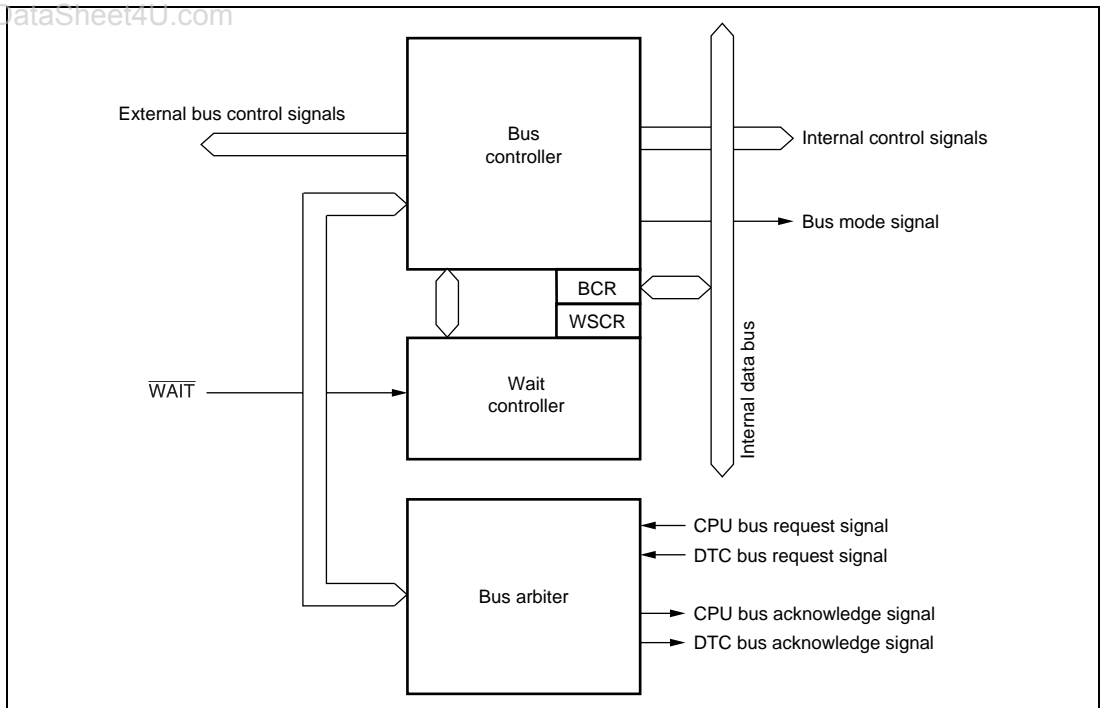 DataSheet4U.com
External bus control signals
Bus
controller
Internal control signals
Bus mode signal
BCR
WSCR
Internal data bus
WAIT
Wait
controller
CPU bus request signal
DTC bus request signal
Bus arbiter
CPU bus acknowledge signal
DTC bus acknowledge signal